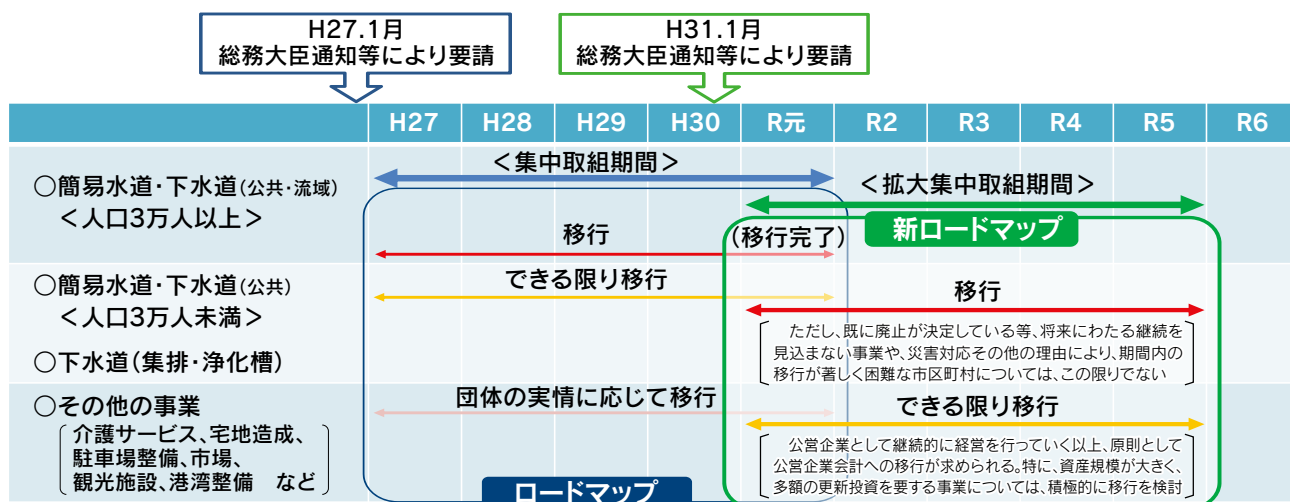 H27.1月
総務大臣通知等により要請
H31.1月
総務大臣通知等により要請
H27 H28 H29 H30 R元 R2 R3 R4 R5 R6
○簡易水道・下水道(公共・流域)
＜人口3万人以上＞
＜集中取組期間＞
＜拡大集中取組期間＞
新ロードマップ
移行
(移行完了)
○簡易水道・下水道(公共)
＜人口3万人未満＞
○下水道(集排・浄化槽)
できる限り移行
移行
ただし、既に廃止が決定している等、将来にわたる継続を
見込まない事業や、災害対応その他の理由により、期間内の
移行が著しく困難な市区町村については、この限りでない
○その他の事業
介護サービス、宅地造成、
駐車場整備、市場、
観光施設、港湾整備　など
団体の実情に応じて移行
できる限り移行
公営企業として継続的に経営を行っていく以上、原則として
公営企業会計への移行が求められる。特に、資産規模が大きく、
多額の更新投資を要する事業については、積極的に移行を検討
ロードマップ